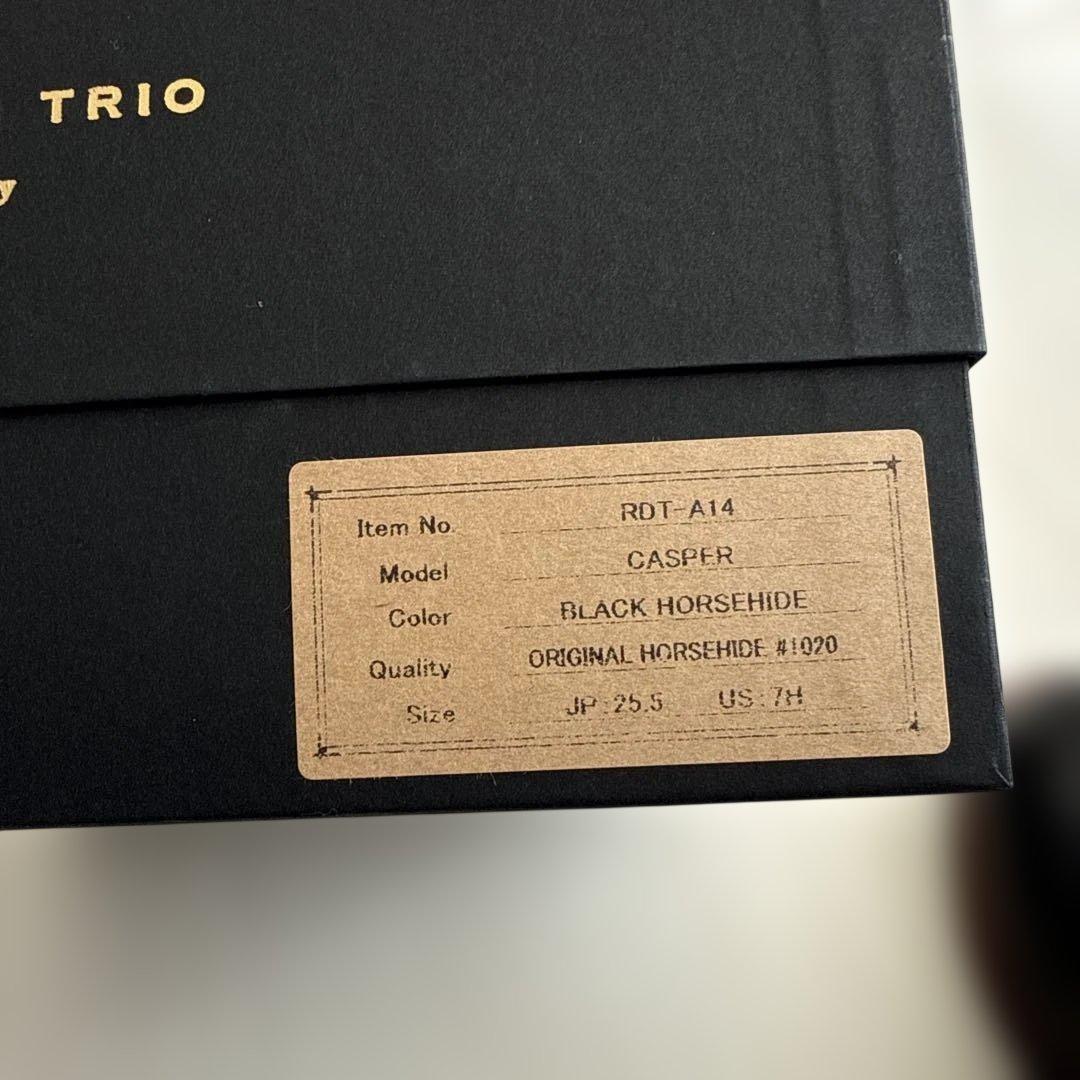 TRIO
y
Item No. RDT-A14
Model CASPER
Color BLACK HORSEHIDE
Quality ORIGINAL HORSEHIDE #1020
Size JP:25.5 US:7H